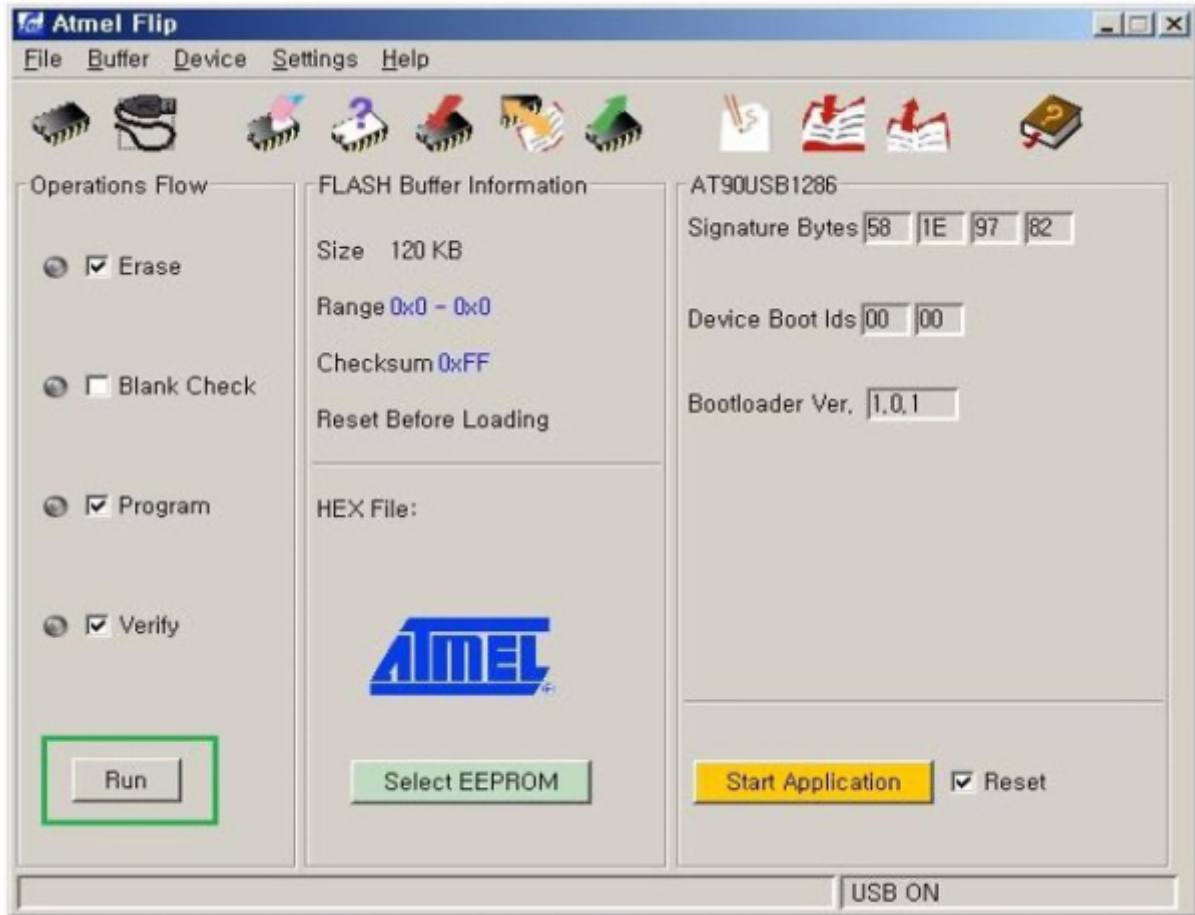 Atmel Flip
File Buffer Device Settings Help
Operations Flow
Erase
Blank Check
Program
Verify
Run
FLASH Buffer Information
Size 120 KB
Range 0x0 - 0x0
Checksum 0xFF
Reset Before Loading
HEX File:
ATMEL
Select EEPROM
AT90USB1286
Signature Bytes 58 1E 97 82
Device Boot Ids 00 00
Bootloader Ver. 1.0.1
Start Application Reset
USB ON